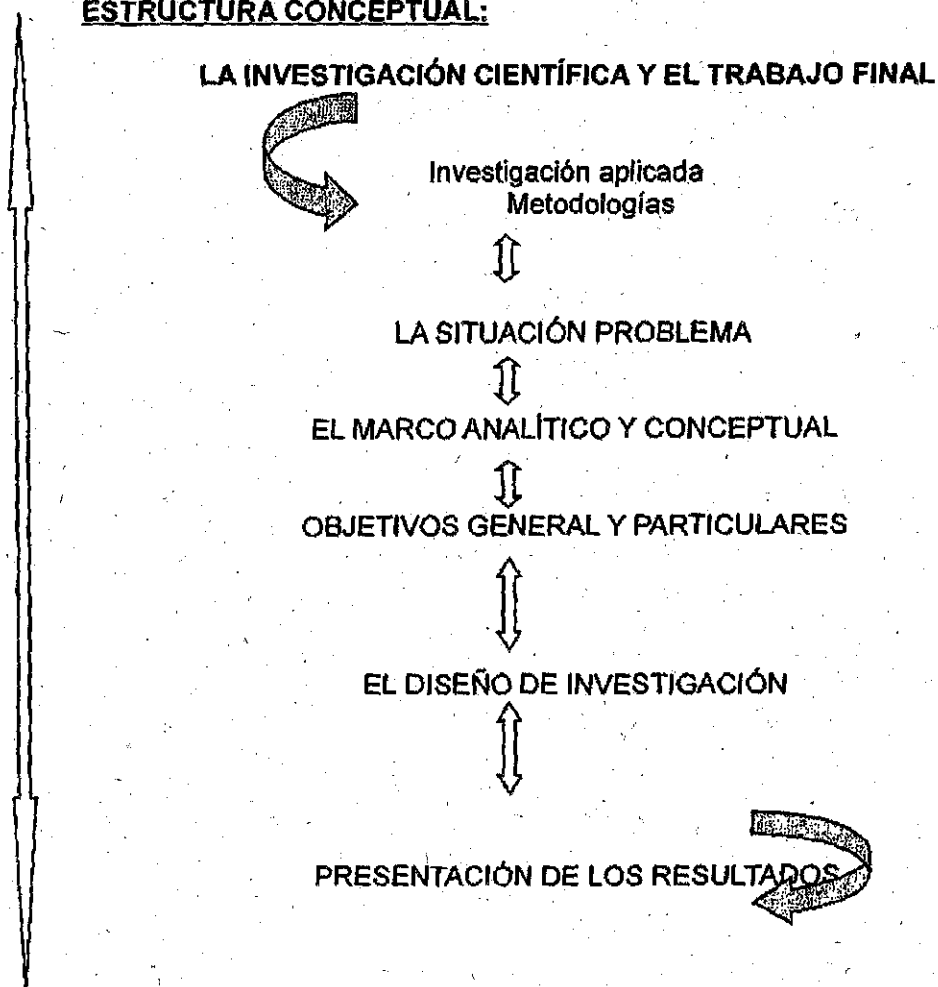 ESTRUCTURA CONCEPTUAL:
LA INVESTIGACIÓN CIENTÍFICA Y EL TRABAJO FINAL
Investigación aplicada
Metodologías
LA SITUACIÓN PROBLEMA
EL MARCO ANALÍTICO Y CONCEPTUAL
OBJETIVOS GENERAL Y PARTICULARES
EL DISEÑO DE INVESTIGACIÓN
PRESENTACIÓN DE LOS RESULTADOS